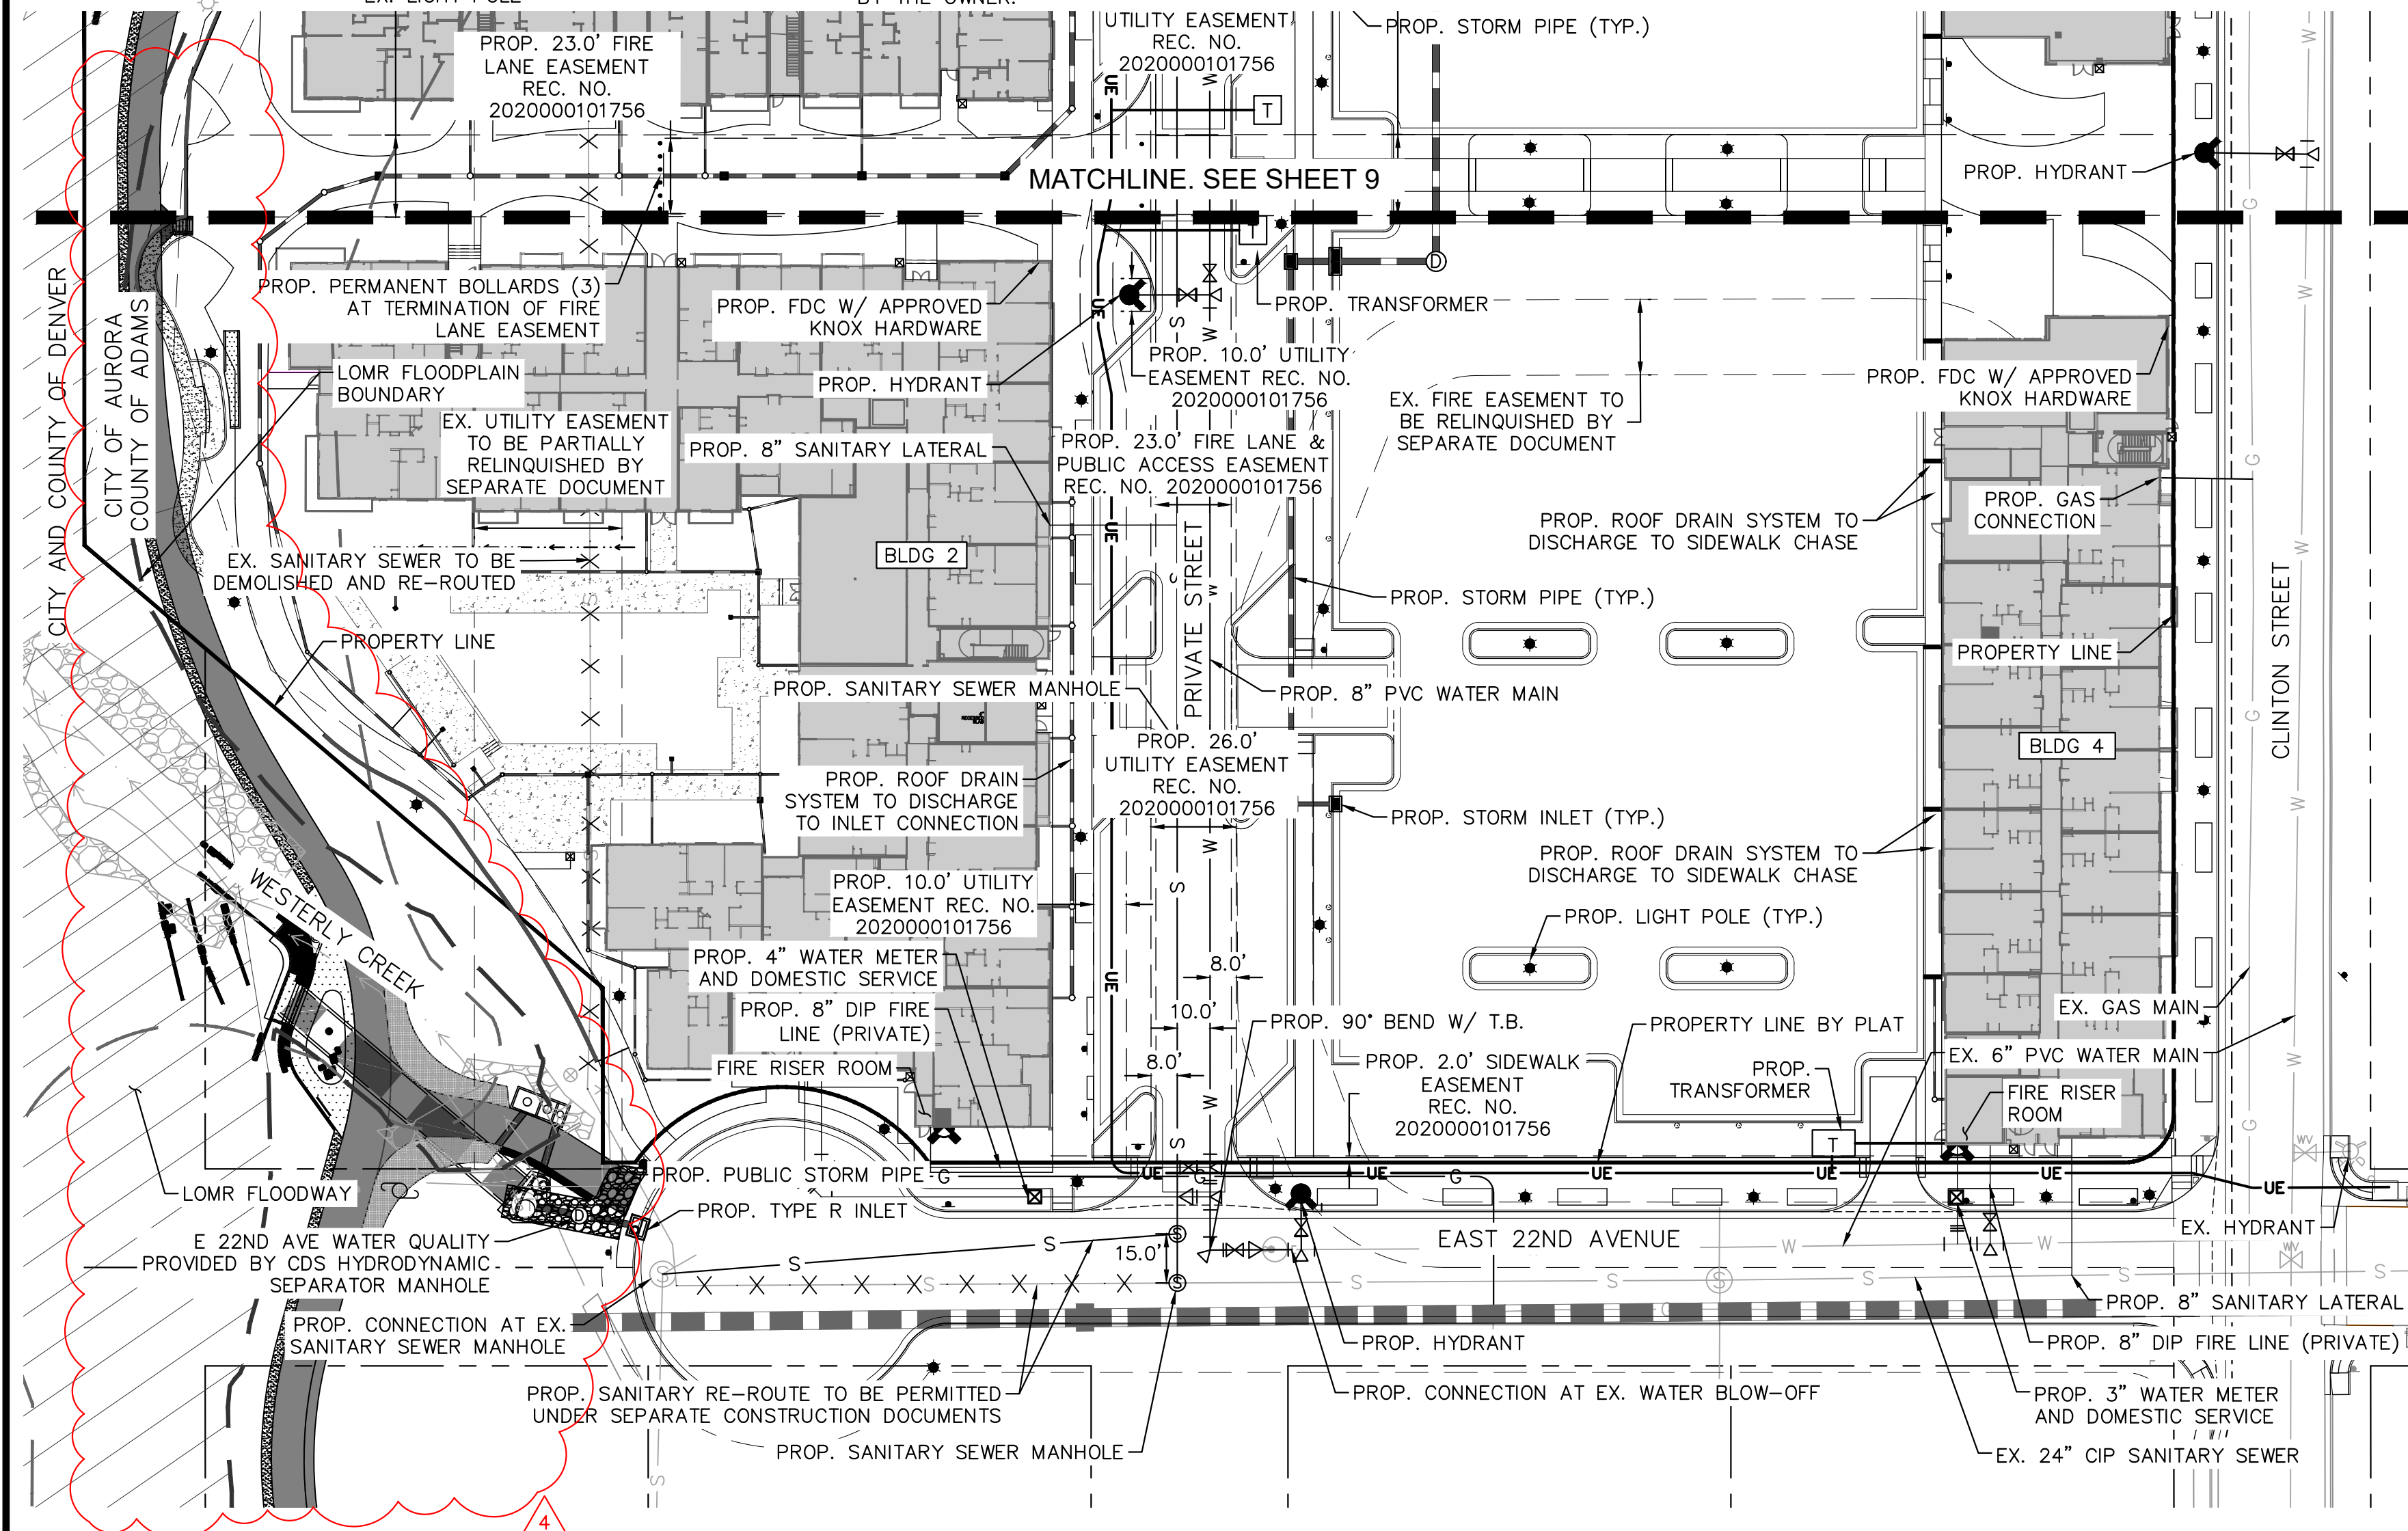 PROP. 23.0' FIRE
LANE EASEMENT
REC. NO.
2020000101756
UTILITY EASEMENT
REC. NO.
2020000101756
PROP. STORM PIPE (TYP.)
UE
W
T
PROP. HYDRANT
MATCHLINE. SEE SHEET 9
G
W
CITY AND COUNTY OF DENVER
CITY OF AURORA
COUNTY OF ADAMS
PROP. PERMANENT BOLLARDS (3)
AT TERMINATION OF FIRE
LANE EASEMENT
PROP. FDC W/ APPROVED
KNOX HARDWARE
PROP. HYDRANT
T
D
PROP. TRANSFORMER
UE
S
W
PROP. 10.0' UTILITY
EASEMENT REC. NO.
2020000101756
LOMR FLOODPLAIN
BOUNDARY
EX. UTILITY EASEMENT
TO BE PARTIALLY
RELINQUISHED BY
SEPARATE DOCUMENT
PROP. 8" SANITARY LATERAL
PROP. 23.0' FIRE LANE &
PUBLIC ACCESS EASEMENT
REC. NO. 2020000101756
EX. FIRE EASEMENT TO
BE RELINQUISHED BY
SEPARATE DOCUMENT
PROP. FDC W/ APPROVED
KNOX HARDWARE
PROP. GAS
CONNECTION
PROP. ROOF DRAIN SYSTEM TO
DISCHARGE TO SIDEWALK CHASE
EX. SANITARY SEWER TO BE
DEMOLISHED AND RE-ROUTED
BLDG 2
UE
S
W
PRIVATE STREET
PROP. STORM PIPE (TYP.)
PROPERTY LINE
PROPERTY LINE
CLINTON STREET
PROP. SANITARY SEWER MANHOLE
PROP. 8" PVC WATER MAIN
BLDG 4
PROP. 26.0'
UTILITY EASEMENT
REC. NO.
2020000101756
PROP. ROOF DRAIN
SYSTEM TO DISCHARGE
TO INLET CONNECTION
PROP. STORM INLET (TYP.)
PROP. ROOF DRAIN SYSTEM TO
DISCHARGE TO SIDEWALK CHASE
WESTERLY CREEK
PROP. 10.0' UTILITY
EASEMENT REC. NO.
2020000101756
PROP. LIGHT POLE (TYP.)
PROP. 4" WATER METER
AND DOMESTIC SERVICE
8.0'
10.0'
8.0'
PROP. 8" DIP FIRE
LINE (PRIVATE)
FIRE RISER ROOM
PROP. 90° BEND W/ T.B.
PROPERTY LINE BY PLAT
EX. GAS MAIN
PROP. 2.0' SIDEWALK
EASEMENT
REC. NO.
2020000101756
PROP.
TRANSFORMER
EX. 6" PVC WATER MAIN
FIRE RISER
ROOM
T
PROP. PUBLIC STORM PIPE
G
UE
G
UE
G
UE
UE
UE
UE
LOMR FLOODWAY
PROP. TYPE R INLET
E 22ND AVE WATER QUALITY
PROVIDED BY CDS HYDRODYNAMIC
SEPARATOR MANHOLE
S
15.0'
EAST 22ND AVENUE
EX. HYDRANT
PROP. CONNECTION AT EX.
SANITARY SEWER MANHOLE
PROP. 8" SANITARY LATERAL
PROP. HYDRANT
PROP. 8" DIP FIRE LINE (PRIVATE)
PROP. SANITARY RE-ROUTE TO BE PERMITTED
UNDER SEPARATE CONSTRUCTION DOCUMENTS
PROP. CONNECTION AT EX. WATER BLOW-OFF
PROP. 3" WATER METER
AND DOMESTIC SERVICE
PROP. SANITARY SEWER MANHOLE
EX. 24" CIP SANITARY SEWER
4